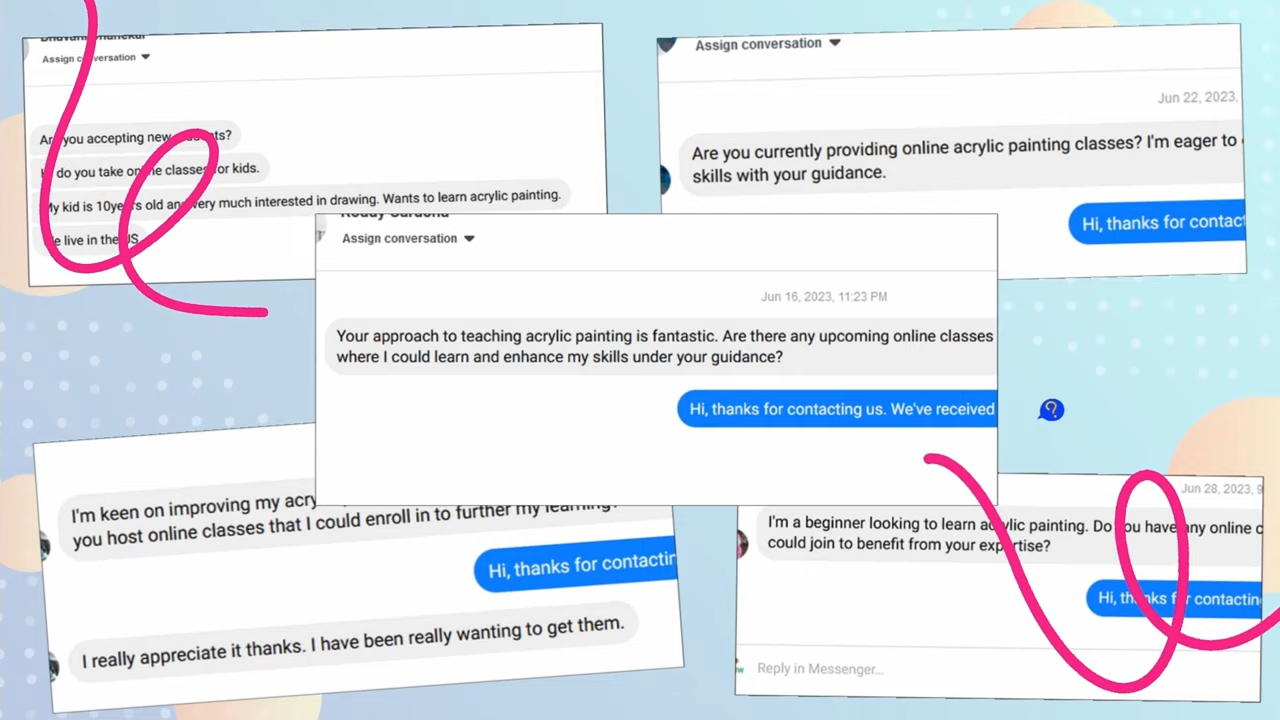 Assign conversation
Are you accepting new students?
do you take online classes for kids.
My kid is 10years old and very much interested in drawing. Wants to learn acrylic painting.
We live in the US
Assign conversation
Jun 22, 2023,
Are you currently providing online acrylic painting classes? I'm eager to
skills with your guidance.
Hi, thanks for contact
Assign conversation
Jun 16, 2023, 11:23 PM
Your approach to teaching acrylic painting is fantastic. Are there any upcoming online classes
where I could learn and enhance my skills under your guidance?
Hi, thanks for contacting us. We've received
I'm keen on improving my acry
you host online classes that I could enroll in to further my learning?
Hi, thanks for contactin
I really appreciate it thanks. I have been really wanting to get them.
Jun 28, 2023, 9
I'm a beginner looking to learn acrylic painting. Do you have any online c
could join to benefit from your expertise?
Hi, thanks for contactin
Reply in Messenger...